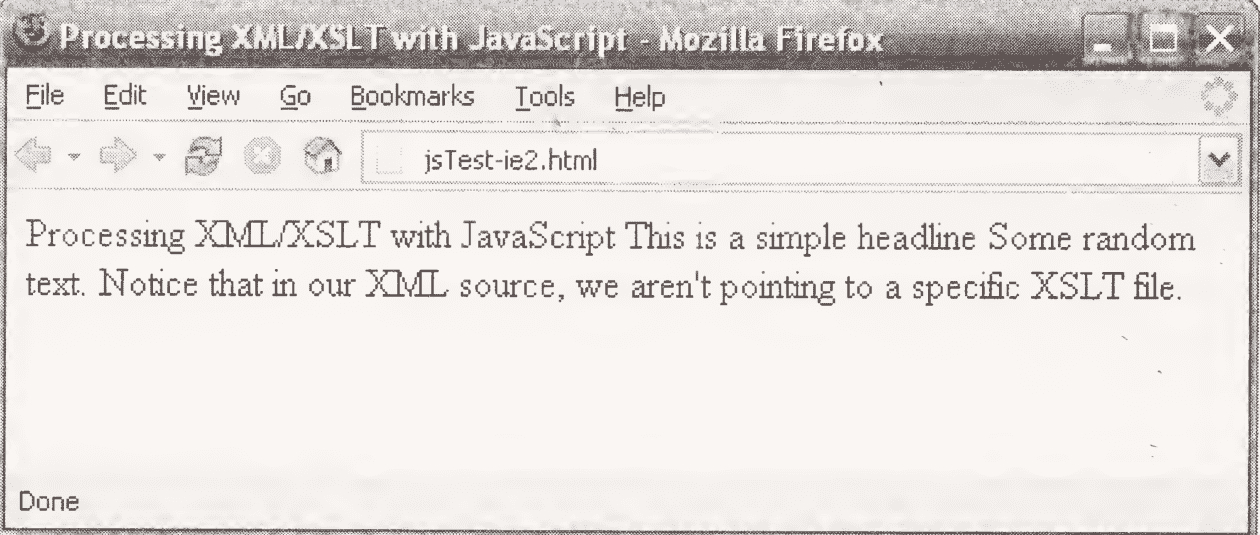 Processing XML/XSLT with JavaScript - Mozilla Firefox
File Edit View Go Bookmarks Tools Help
jsTest-ie2.html
Processing XML/XSLT with JavaScript This is a simple headline Some random
text. Notice that in our XML source, we aren't pointing to a specific XSLT file.
Done